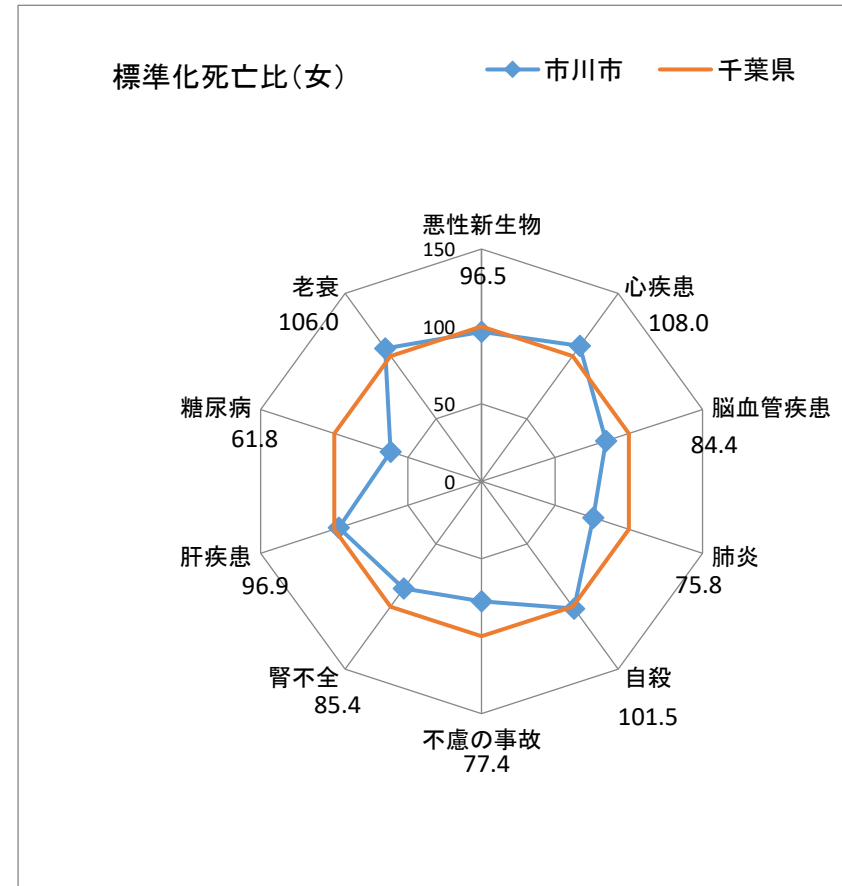 標準化死亡比(女)
市川市
千葉県
悪性新生物
96.5
心疾患
108.0
脳血管疾患
84.4
肺炎
75.8
自殺
101.5
不慮の事故
77.4
腎不全
85.4
肝疾患
96.9
糖尿病
61.8
老衰
106.0
150
100
50
0